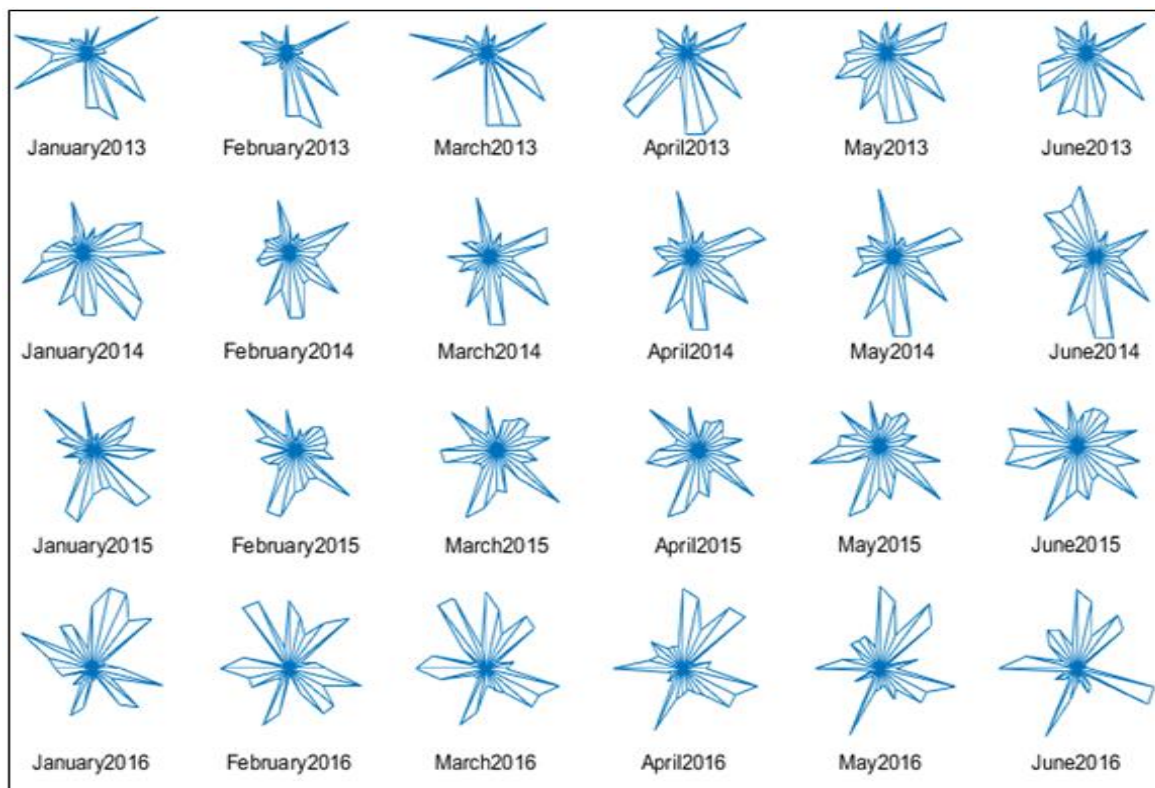 January2013 February2013 March2013 April2013 May2013 June2013
January2014 February2014 March2014 April2014 May2014 June2014
January2015 February2015 March2015 April2015 May2015 June2015
January2016 February2016 March2016 April2016 May2016 June2016